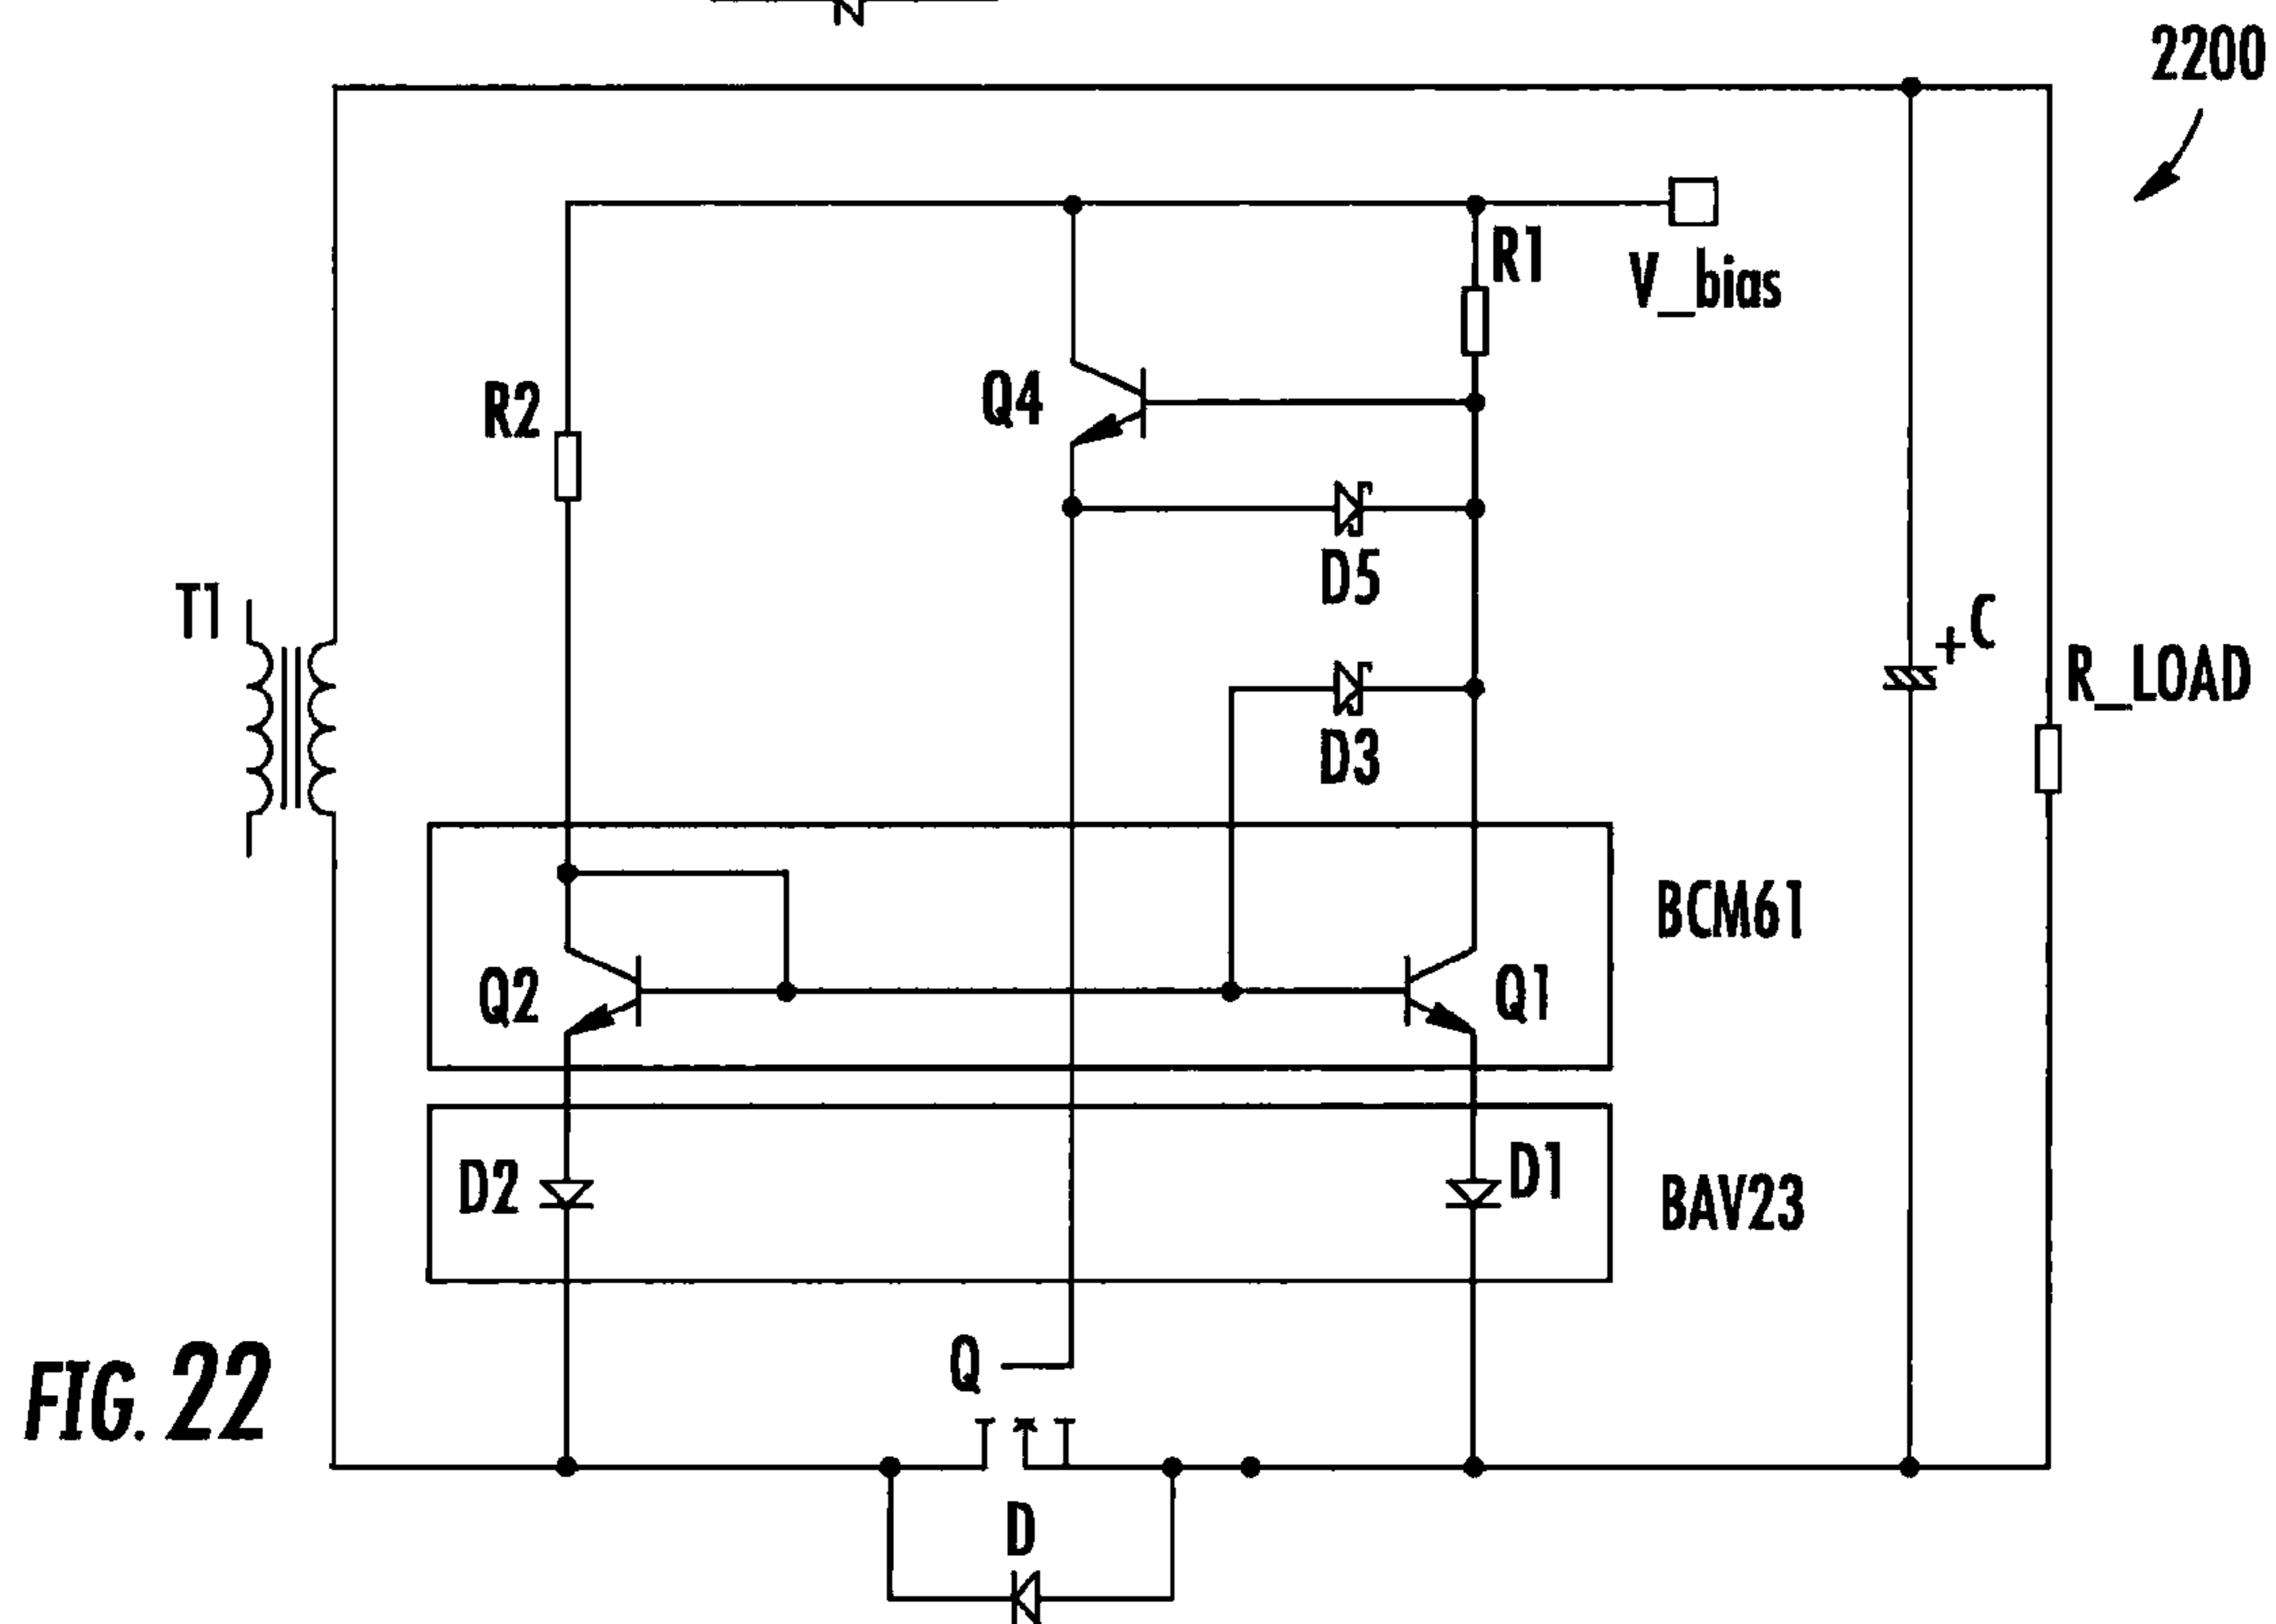 2200
R1
V_bias
Q4
R2
D5
T1
+C
R_LOAD
D3
BCM61
Q2
Q1
D2
D1
BAV23
Q
FIG. 22
D